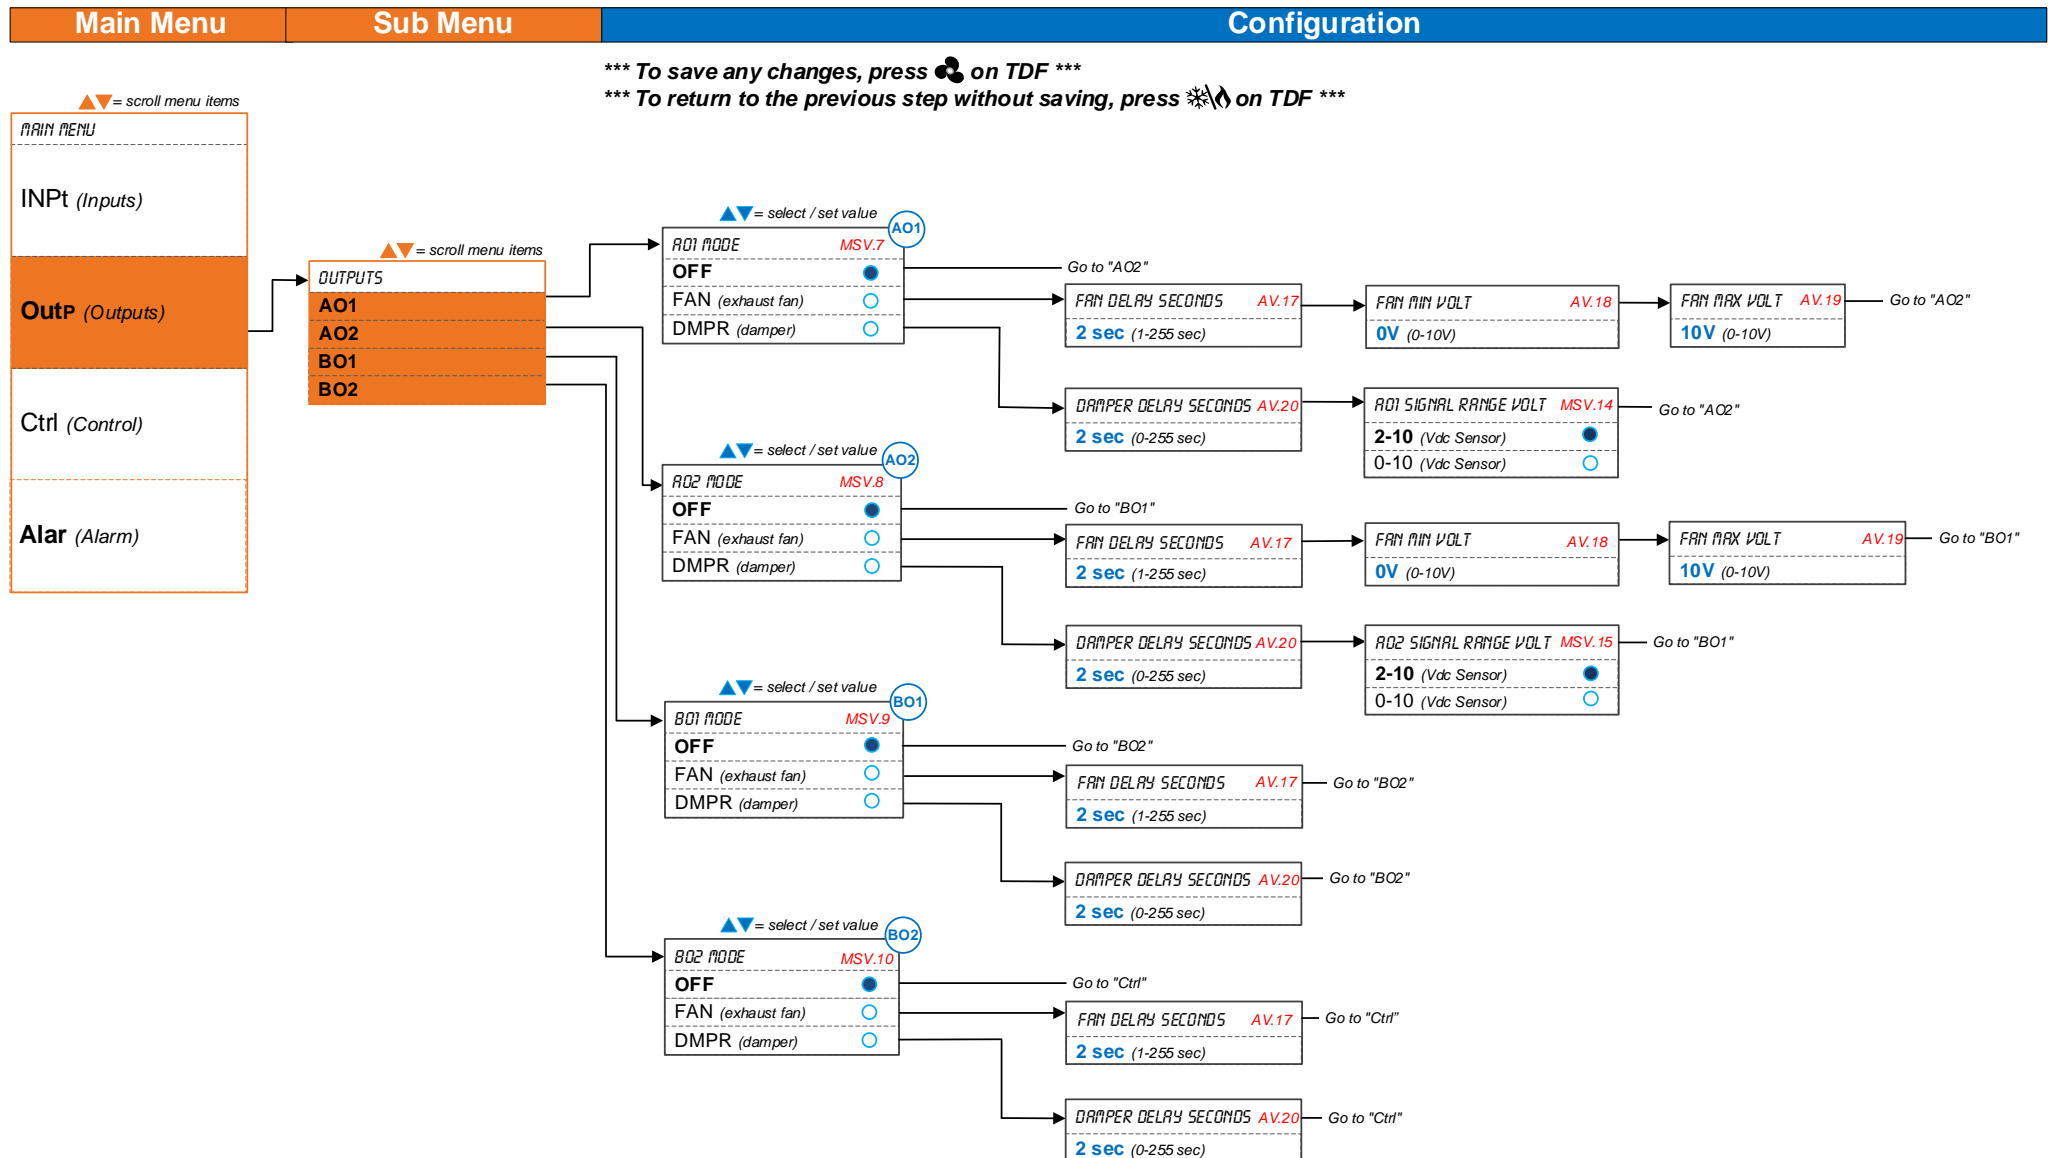 Main Menu
Sub Menu
Configuration
*** To save any changes, press on TDF ***
*** To return to the previous step without saving, press on TDF ***
= scroll menu items
MAIN MENU
INPt (Inputs)
OutP (Outputs)
Ctrl (Control)
Alar (Alarm)
= scroll menu items
OUTPUTS
AO1
AO2
BO1
BO2
= select / set value
AO1
AO1 MODE MSV.7
OFF
FAN (exhaust fan)
DMPR (damper)
Go to "AO2"
FAN DELAY SECONDS AV.17
2 sec (1-255 sec)
FAN MIN VOLT AV.18
0V (0-10V)
FAN MAX VOLT AV.19
10V (0-10V)
Go to "AO2"
DAMPER DELAY SECONDS AV.20
2 sec (0-255 sec)
AO1 SIGNAL RANGE VOLT MSV.14
2-10 (Vdc Sensor)
0-10 (Vdc Sensor)
Go to "AO2"
= select / set value
AO2
AO2 MODE MSV.8
OFF
FAN (exhaust fan)
DMPR (damper)
Go to "BO1"
FAN DELAY SECONDS AV.17
2 sec (1-255 sec)
FAN MIN VOLT AV.18
0V (0-10V)
FAN MAX VOLT AV.19
10V (0-10V)
Go to "BO1"
DAMPER DELAY SECONDS AV.20
2 sec (0-255 sec)
AO2 SIGNAL RANGE VOLT MSV.15
2-10 (Vdc Sensor)
0-10 (Vdc Sensor)
Go to "BO1"
= select / set value
BO1
BO1 MODE MSV.9
OFF
FAN (exhaust fan)
DMPR (damper)
Go to "BO2"
FAN DELAY SECONDS AV.17
2 sec (1-255 sec)
Go to "BO2"
DAMPER DELAY SECONDS AV.20
2 sec (0-255 sec)
Go to "BO2"
= select / set value
BO2
BO2 MODE MSV.10
OFF
FAN (exhaust fan)
DMPR (damper)
Go to "Ctrl"
FAN DELAY SECONDS AV.17
2 sec (1-255 sec)
Go to "Ctrl"
DAMPER DELAY SECONDS AV.20
2 sec (0-255 sec)
Go to "Ctrl"